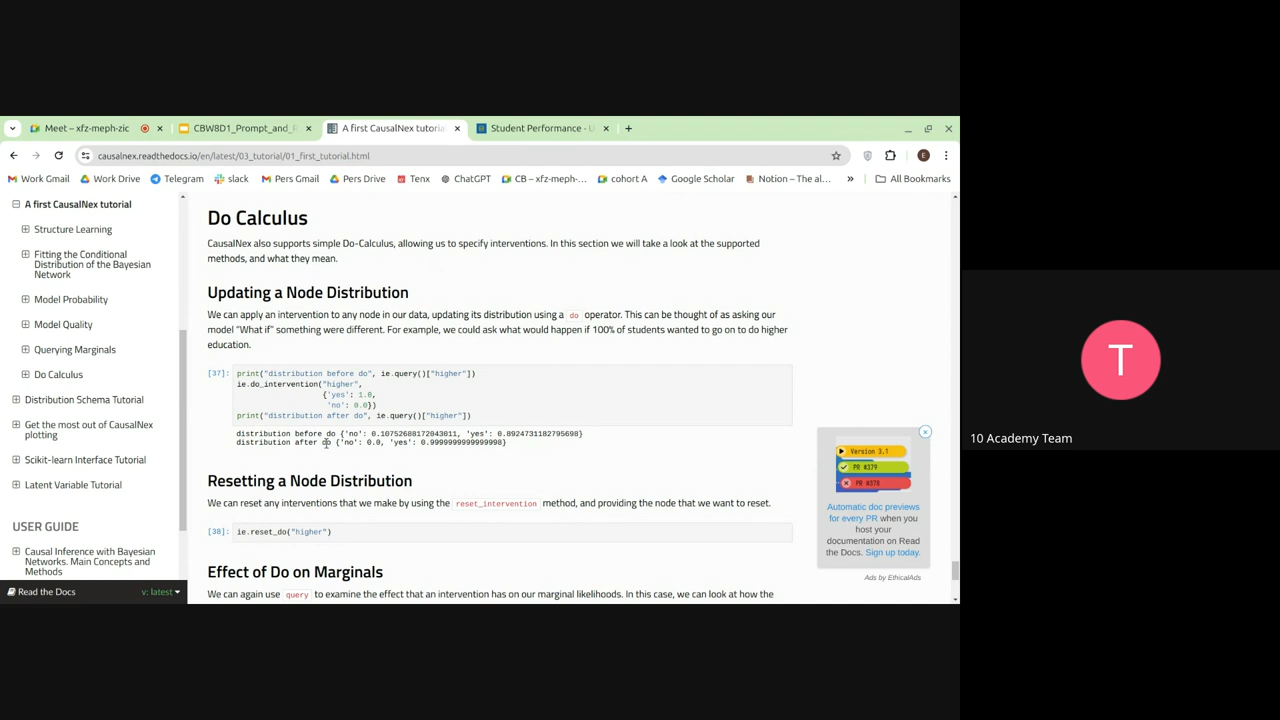 Meet – xfz-meph-zic
CBW8D1_Prompt_and_R
A first CausalNex tutoria
Student Performance - U
causalnex.readthedocs.io/en/latest/03_tutorial/01_first_tutorial.html
E
Work Gmail
Work Drive
Telegram
slack
Pers Gmail
Pers Drive
Tenx
ChatGPT
CB – xfz-meph-...
cohort A
Google Scholar
Notion – The al...
All Bookmarks
A first CausalNex tutorial
Structure Learning
Fitting the Conditional
Distribution of the Bayesian
Network
Model Probability
Model Quality
Querying Marginals
Do Calculus
Distribution Schema Tutorial
Get the most out of CausalNex
plotting
Scikit-learn Interface Tutorial
Latent Variable Tutorial
USER GUIDE
Causal Inference with Bayesian
Networks. Main Concepts and
Methods
Read the Docs
v: latest
Do Calculus
CausalNex also supports simple Do-Calculus, allowing us to specify interventions. In this section we will take a look at the supported
methods, and what they mean.
Updating a Node Distribution
We can apply an intervention to any node in our data, updating its distribution using a do operator. This can be thought of as asking our
model “What if” something were different. For example, we could ask what would happen if 100% of students wanted to go on to do higher
education.
[37]: print("distribution before do", ie.query()["higher"])
ie.do_intervention("higher",
{'yes': 1.0,
'no': 0.0})
print("distribution after do", ie.query()["higher"])
distribution before do {'no': 0.10752688172043011, 'yes': 0.8924731182795698}
distribution after do {'no': 0.0, 'yes': 0.9999999999999998}
Resetting a Node Distribution
We can reset any interventions that we make by using the reset_intervention method, and providing the node that we want to reset.
[38]: ie.reset_do("higher")
Effect of Do on Marginals
We can again use query to examine the effect that an intervention has on our marginal likelihoods. In this case, we can look at how the
Version 3.1
PR #379
PR #378
Automatic doc previews
for every PR when you
host your
documentation on Read
the Docs. Sign up today.
Ads by EthicalAds
T
10 Academy Team